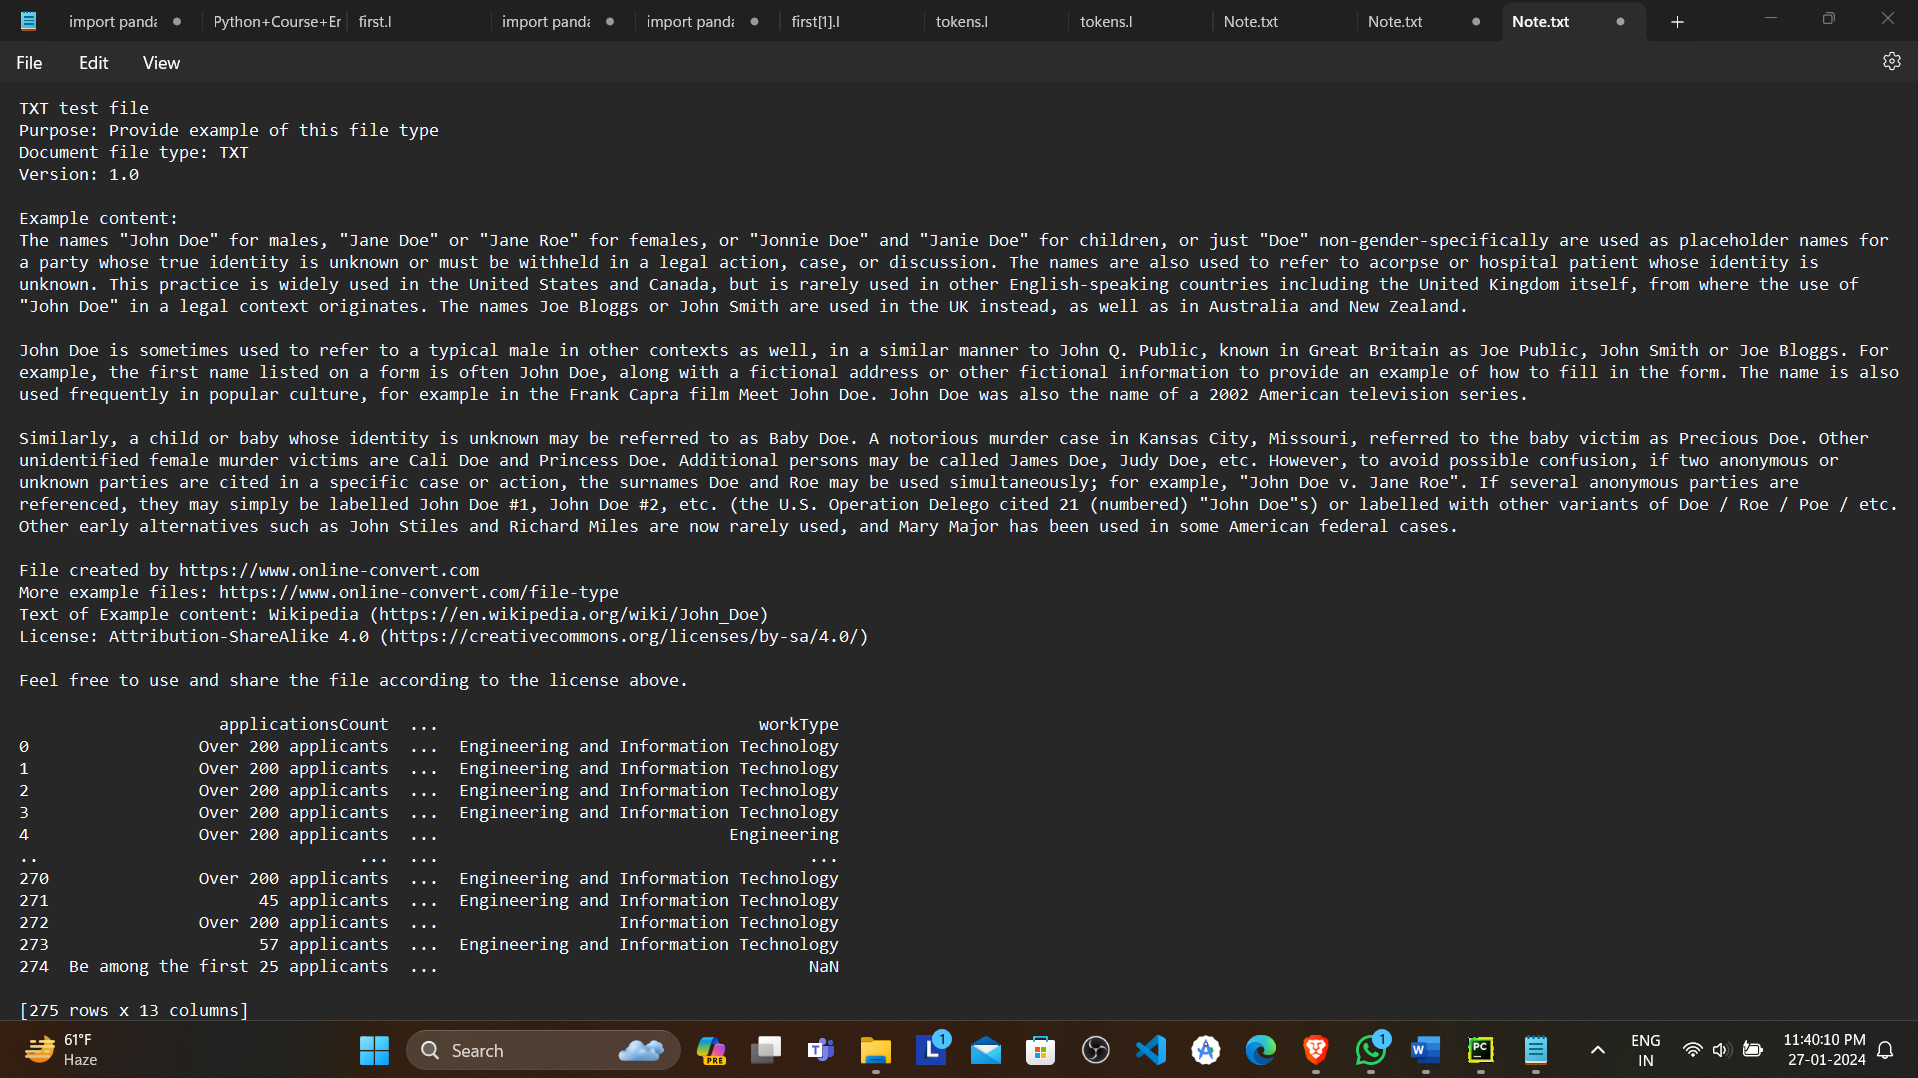 import panda
Python+Course+Er
first.l
import panda
import panda
first[1].l
tokens.l
tokens.l
Note.txt
Note.txt
Note.txt
File Edit View
TXT test file
Purpose: Provide example of this file type
Document file type: TXT
Version: 1.0
Example content:
The names "John Doe" for males, "Jane Doe" or "Jane Roe" for females, or "Jonnie Doe" and "Janie Doe" for children, or just "Doe" non-gender-specifically are used as placeholder names for
a party whose true identity is unknown or must be withheld in a legal action, case, or discussion. The names are also used to refer to acorpse or hospital patient whose identity is
unknown. This practice is widely used in the United States and Canada, but is rarely used in other English-speaking countries including the United Kingdom itself, from where the use of
"John Doe" in a legal context originates. The names Joe Bloggs or John Smith are used in the UK instead, as well as in Australia and New Zealand.
John Doe is sometimes used to refer to a typical male in other contexts as well, in a similar manner to John Q. Public, known in Great Britain as Joe Public, John Smith or Joe Bloggs. For
example, the first name listed on a form is often John Doe, along with a fictional address or other fictional information to provide an example of how to fill in the form. The name is also
used frequently in popular culture, for example in the Frank Capra film Meet John Doe. John Doe was also the name of a 2002 American television series.
Similarly, a child or baby whose identity is unknown may be referred to as Baby Doe. A notorious murder case in Kansas City, Missouri, referred to the baby victim as Precious Doe. Other
unidentified female murder victims are Cali Doe and Princess Doe. Additional persons may be called James Doe, Judy Doe, etc. However, to avoid possible confusion, if two anonymous or
unknown parties are cited in a specific case or action, the surnames Doe and Roe may be used simultaneously; for example, "John Doe v. Jane Roe". If several anonymous parties are
referenced, they may simply be labelled John Doe #1, John Doe #2, etc. (the U.S. Operation Delego cited 21 (numbered) "John Doe"s) or labelled with other variants of Doe / Roe / Poe / etc.
Other early alternatives such as John Stiles and Richard Miles are now rarely used, and Mary Major has been used in some American federal cases.
File created by https://www.online-convert.com
More example files: https://www.online-convert.com/file-type
Text of Example content: Wikipedia (https://en.wikipedia.org/wiki/John_Doe)
License: Attribution-ShareAlike 4.0 (https://creativecommons.org/licenses/by-sa/4.0/)
Feel free to use and share the file according to the license above.
applicationsCount ... workType
0 Over 200 applicants ... Engineering and Information Technology
1 Over 200 applicants ... Engineering and Information Technology
2 Over 200 applicants ... Engineering and Information Technology
3 Over 200 applicants ... Engineering and Information Technology
4 Over 200 applicants ... Engineering
.. ... ... ...
270 Over 200 applicants ... Engineering and Information Technology
271 45 applicants ... Engineering and Information Technology
272 Over 200 applicants ... Information Technology
273 57 applicants ... Engineering and Information Technology
274 Be among the first 25 applicants ... NaN
[275 rows x 13 columns]
61°F
Haze
Search
PRE
L
1
1
W
PC
ENG
IN
11:40:10 PM
27-01-2024